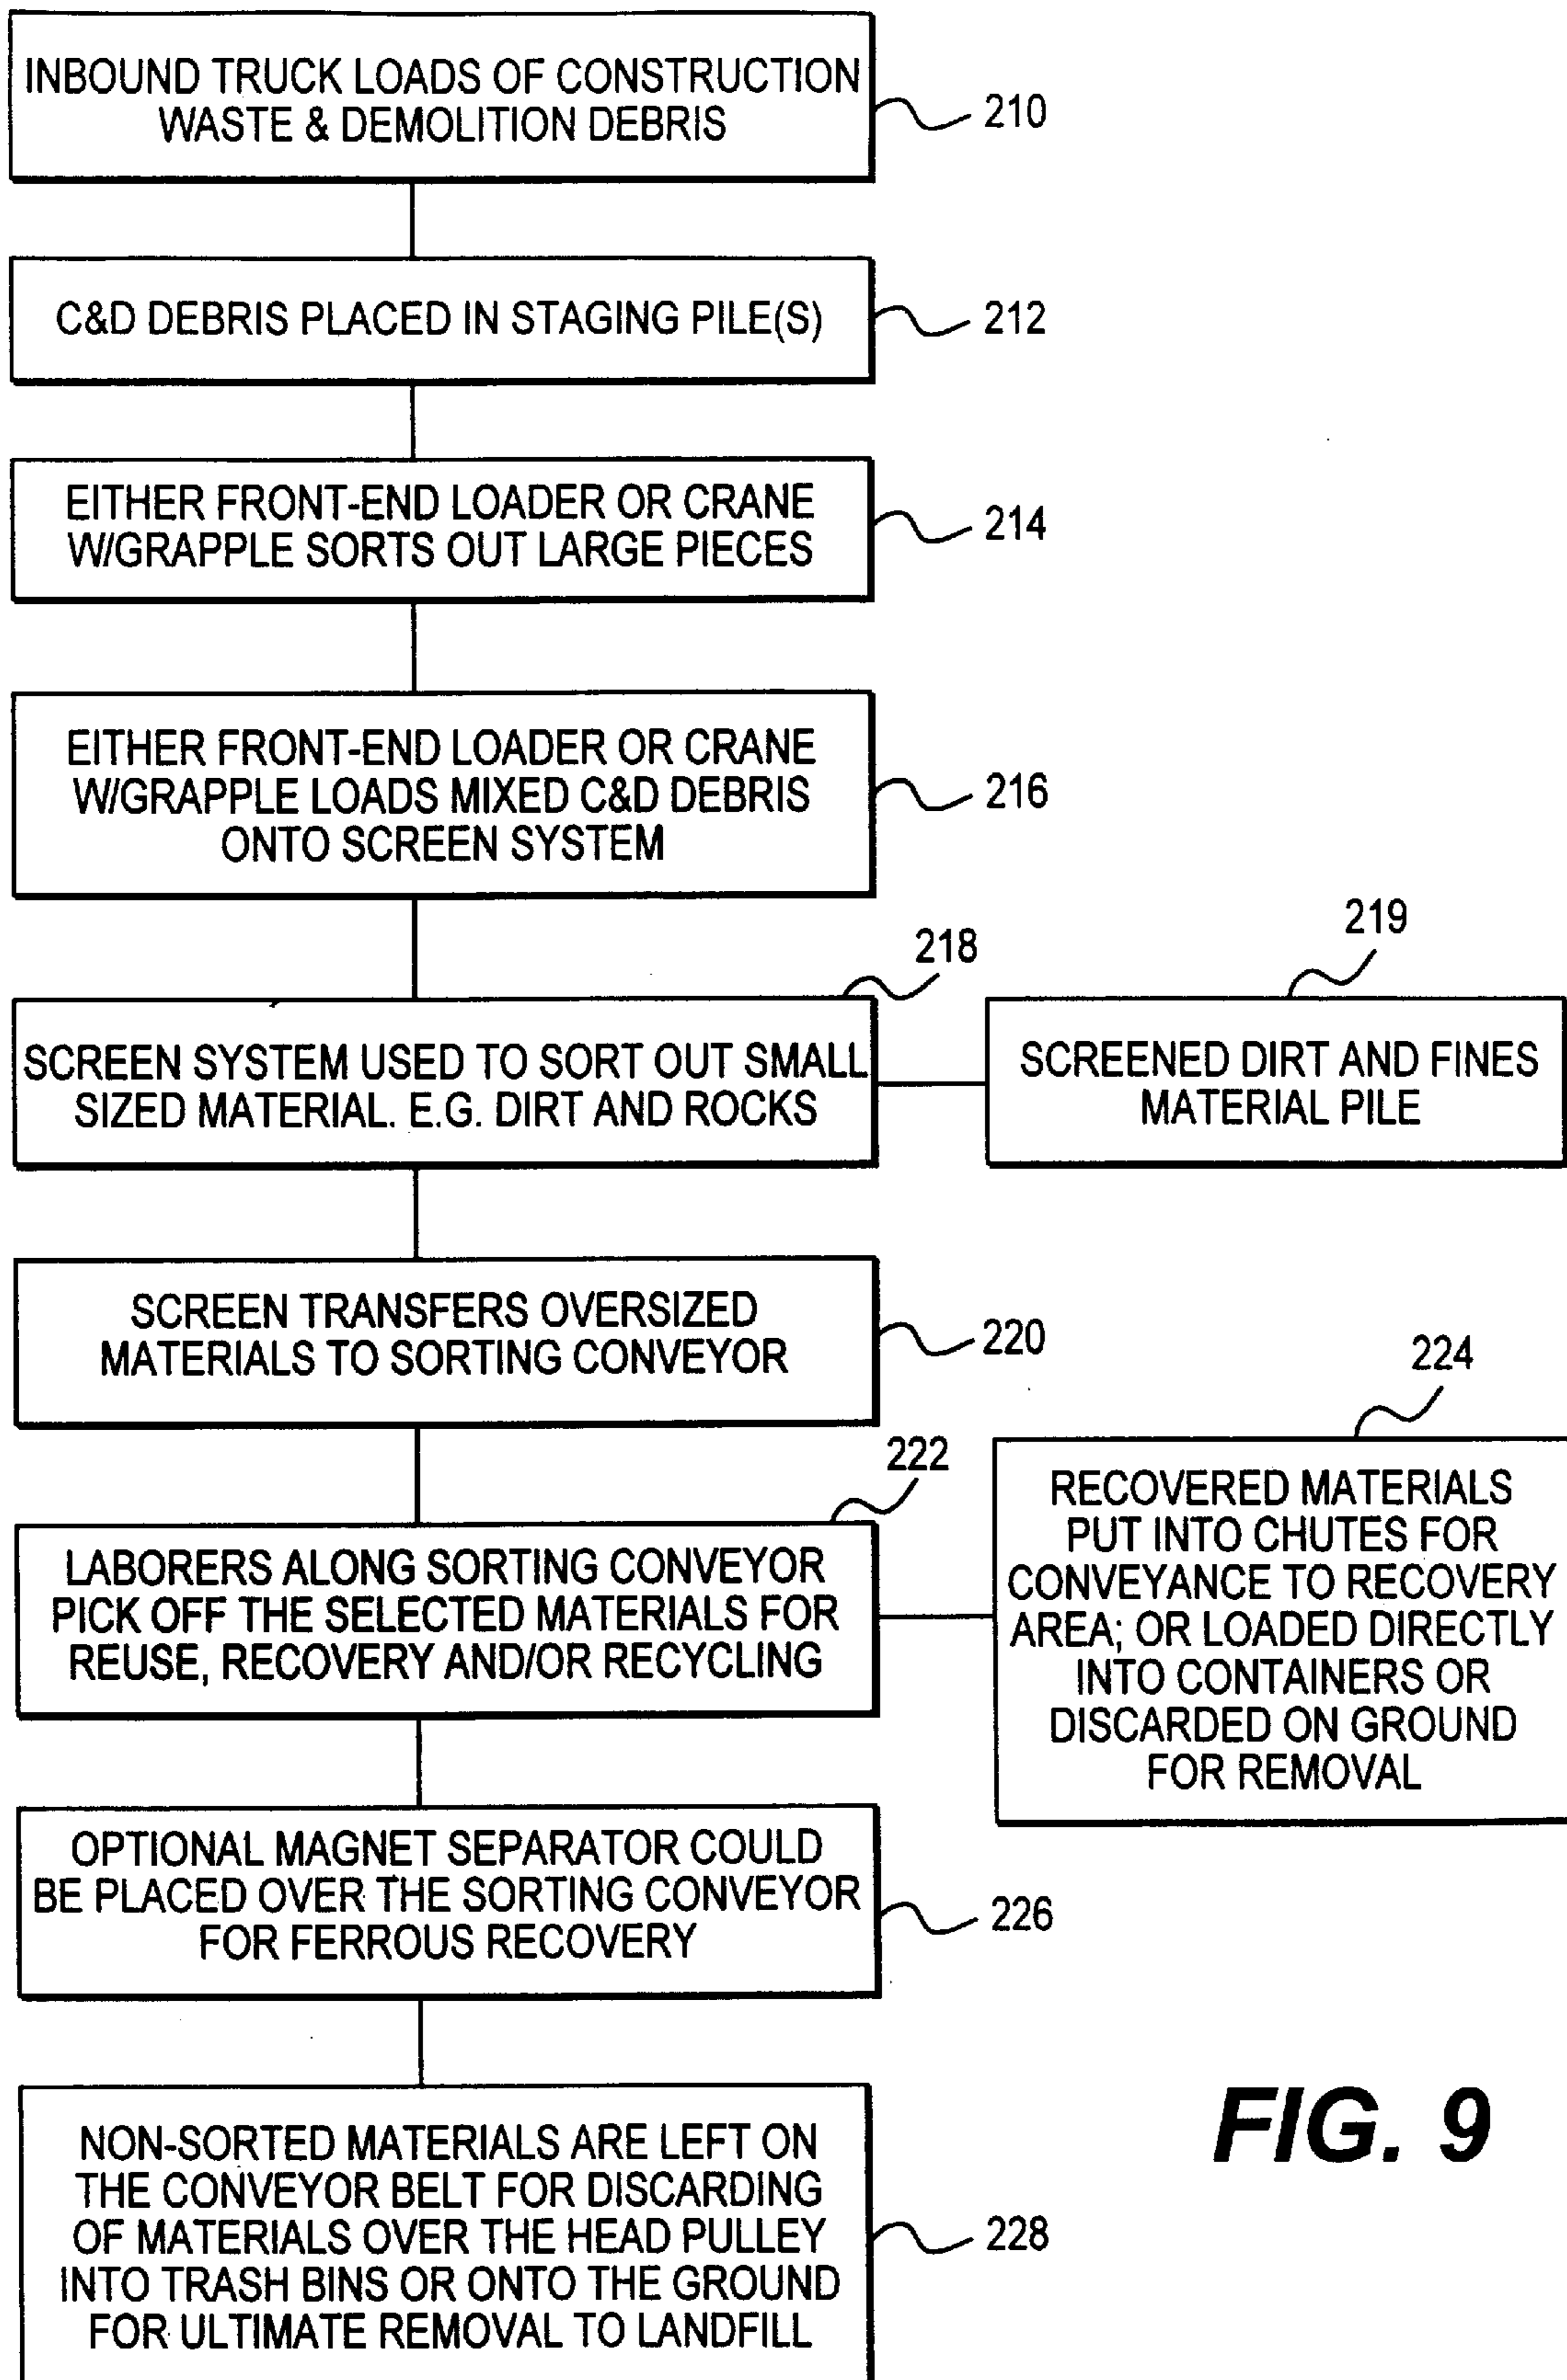 INBOUND TRUCK LOADS OF CONSTRUCTION
WASTE & DEMOLITION DEBRIS
210
C&D DEBRIS PLACED IN STAGING PILE(S)
212
EITHER FRONT-END LOADER OR CRANE
W/GRAPPLE SORTS OUT LARGE PIECES
214
EITHER FRONT-END LOADER OR CRANE
W/GRAPPLE LOADS MIXED C&D DEBRIS
ONTO SCREEN SYSTEM
216
218
SCREEN SYSTEM USED TO SORT OUT SMALL
SIZED MATERIAL. E.G. DIRT AND ROCKS
219
SCREENED DIRT AND FINES
MATERIAL PILE
SCREEN TRANSFERS OVERSIZED
MATERIALS TO SORTING CONVEYOR
220
222
LABORERS ALONG SORTING CONVEYOR
PICK OFF THE SELECTED MATERIALS FOR
REUSE, RECOVERY AND/OR RECYCLING
224
RECOVERED MATERIALS
PUT INTO CHUTES FOR
CONVEYANCE TO RECOVERY
AREA; OR LOADED DIRECTLY
INTO CONTAINERS OR
DISCARDED ON GROUND
FOR REMOVAL
OPTIONAL MAGNET SEPARATOR COULD
BE PLACED OVER THE SORTING CONVEYOR
FOR FERROUS RECOVERY
226
NON-SORTED MATERIALS ARE LEFT ON
THE CONVEYOR BELT FOR DISCARDING
OF MATERIALS OVER THE HEAD PULLEY
INTO TRASH BINS OR ONTO THE GROUND
FOR ULTIMATE REMOVAL TO LANDFILL
228
FIG. 9